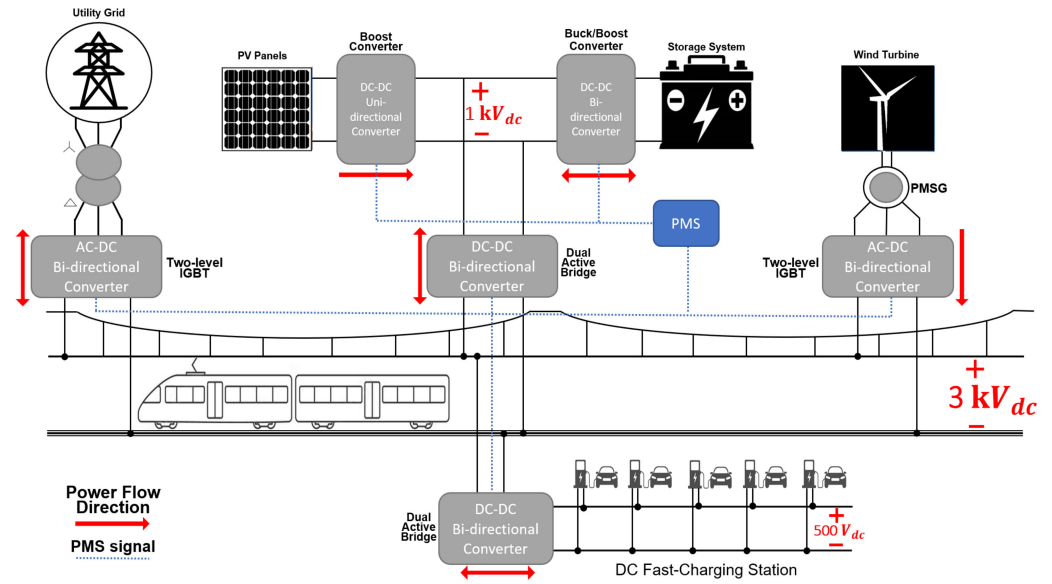 Utility Grid
PV Panels
Boost
Converter
Buck/Boost
Converter
Storage System
Wind Turbine
DC-DC
Uni-
directional
Converter
+
1 kV_dc
−
DC-DC
Bi-
directional
Converter
PMSG
PMS
AC-DC
Bi-directional
Converter
Two-level
IGBT
DC-DC
Bi-directional
Converter
Dual
Active
Bridge
Two-level
IGBT
AC-DC
Bi-directional
Converter
+
3 kV_dc
−
Power Flow
Direction
PMS signal
Dual
Active
Bridge
DC-DC
Bi-directional
Converter
+
500 V_dc
−
DC Fast-Charging Station